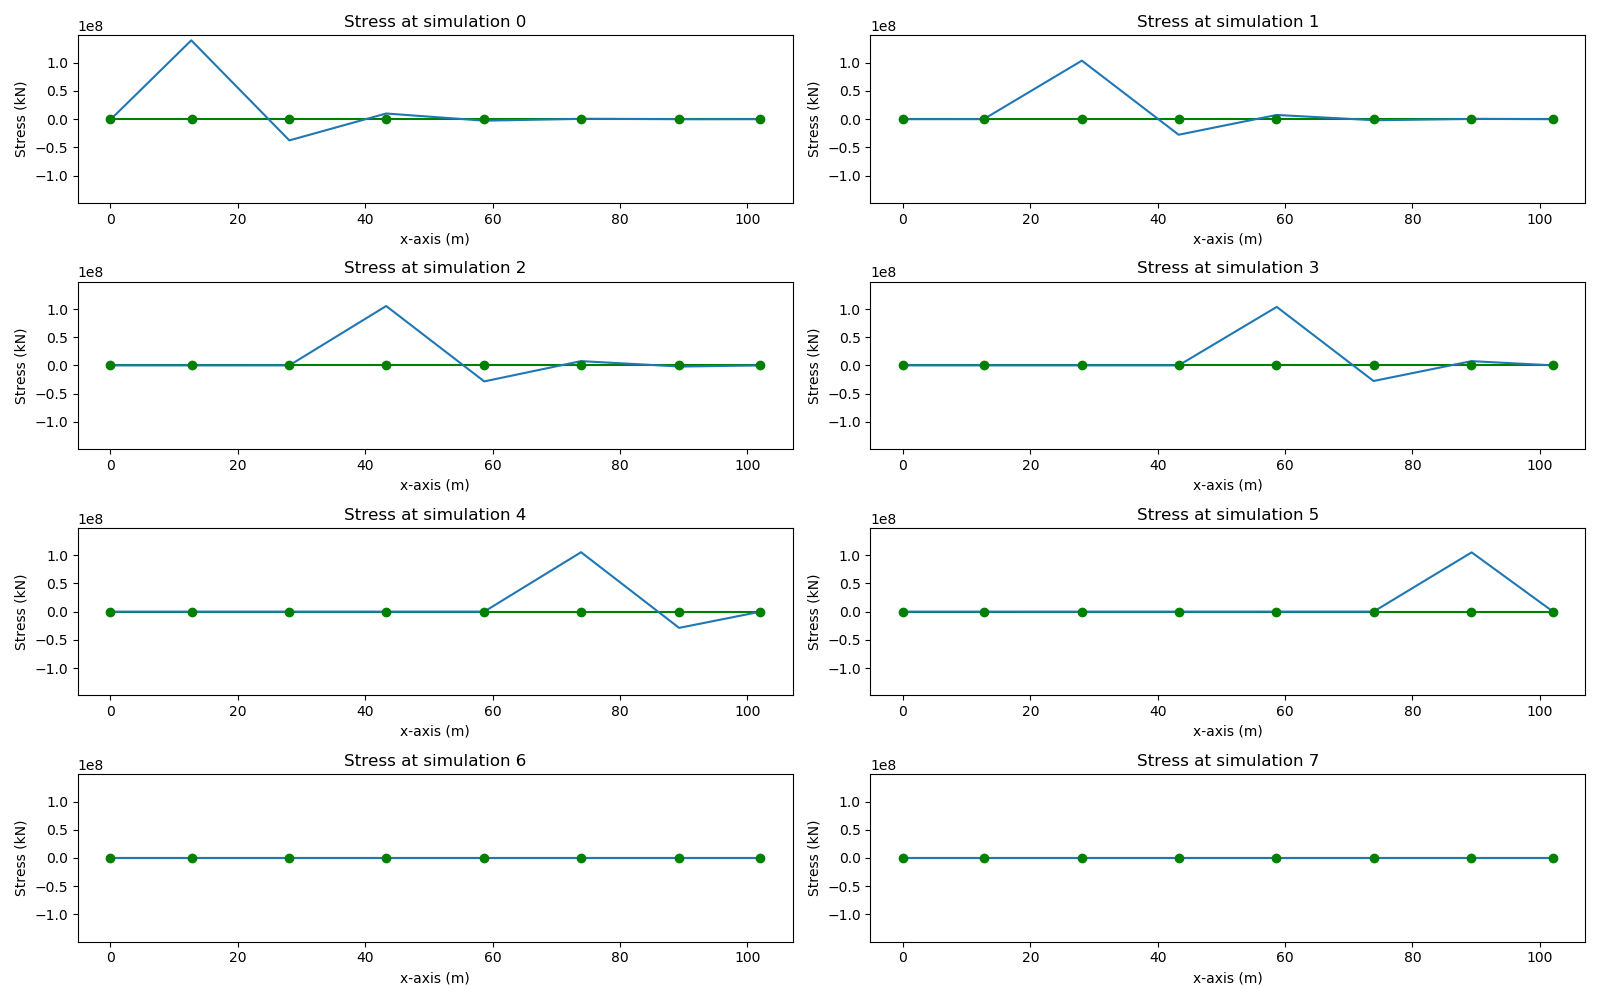 Stress at simulation 0
1e8
Stress (kN)
1.0
0.5
0.0
−0.5
−1.0
0 20 40 60 80 100
x-axis (m)
Stress at simulation 1
1e8
Stress (kN)
1.0
0.5
0.0
−0.5
−1.0
0 20 40 60 80 100
x-axis (m)
Stress at simulation 2
1e8
Stress (kN)
1.0
0.5
0.0
−0.5
−1.0
0 20 40 60 80 100
x-axis (m)
Stress at simulation 3
1e8
Stress (kN)
1.0
0.5
0.0
−0.5
−1.0
0 20 40 60 80 100
x-axis (m)
Stress at simulation 4
1e8
Stress (kN)
1.0
0.5
0.0
−0.5
−1.0
0 20 40 60 80 100
x-axis (m)
Stress at simulation 5
1e8
Stress (kN)
1.0
0.5
0.0
−0.5
−1.0
0 20 40 60 80 100
x-axis (m)
Stress at simulation 6
1e8
Stress (kN)
1.0
0.5
0.0
−0.5
−1.0
0 20 40 60 80 100
x-axis (m)
Stress at simulation 7
1e8
Stress (kN)
1.0
0.5
0.0
−0.5
−1.0
0 20 40 60 80 100
x-axis (m)